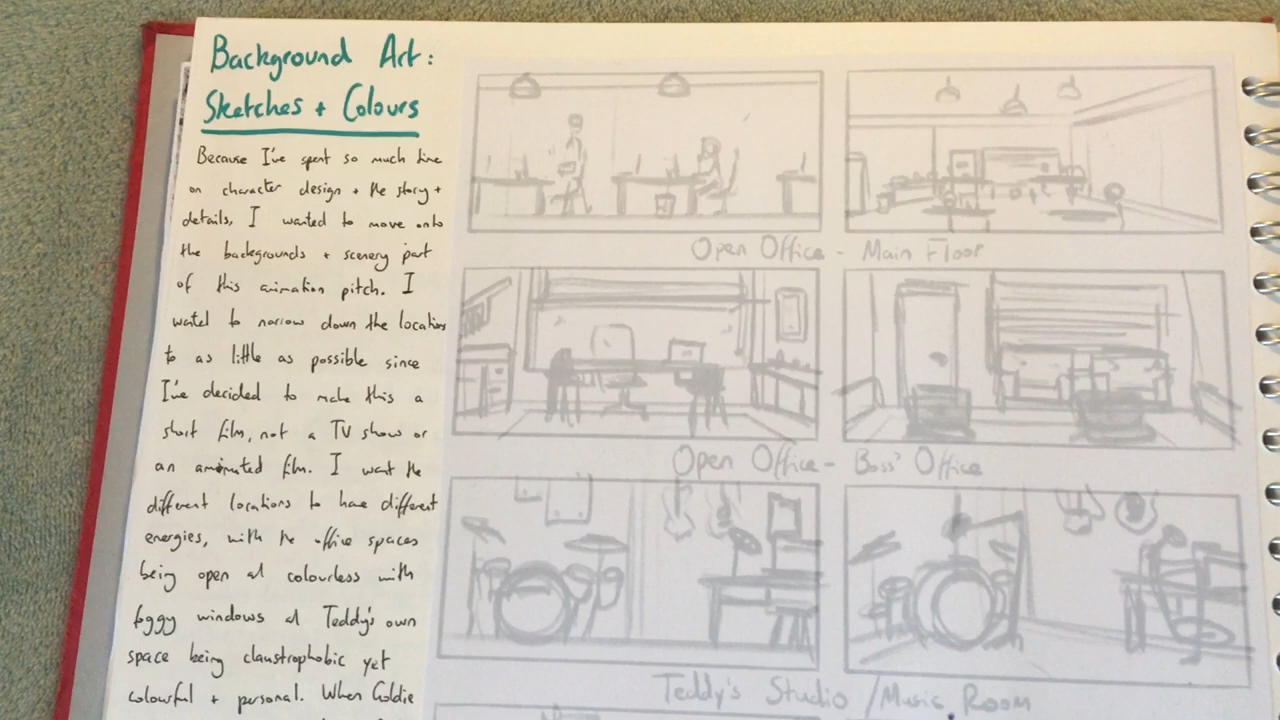 Background Art:
Sketches + Colours
Because I've spent so much time
on character design + the story +
details, I wanted to move onto
the backgrounds + scenery part
of this animation pitch. I
wanted to narrow down the locations
to as little as possible since
I've decided to make this a
short film, not a TV show or
an animated film. I want the
different locations to have different
energies, with the office spaces
being open and colourless with
foggy windows and Teddy's own
space being claustrophobic yet
colourful + personal. When Goldie
Open Office - Main Floor
Open Office - Boss' Office
Teddy's Studio / Music Room